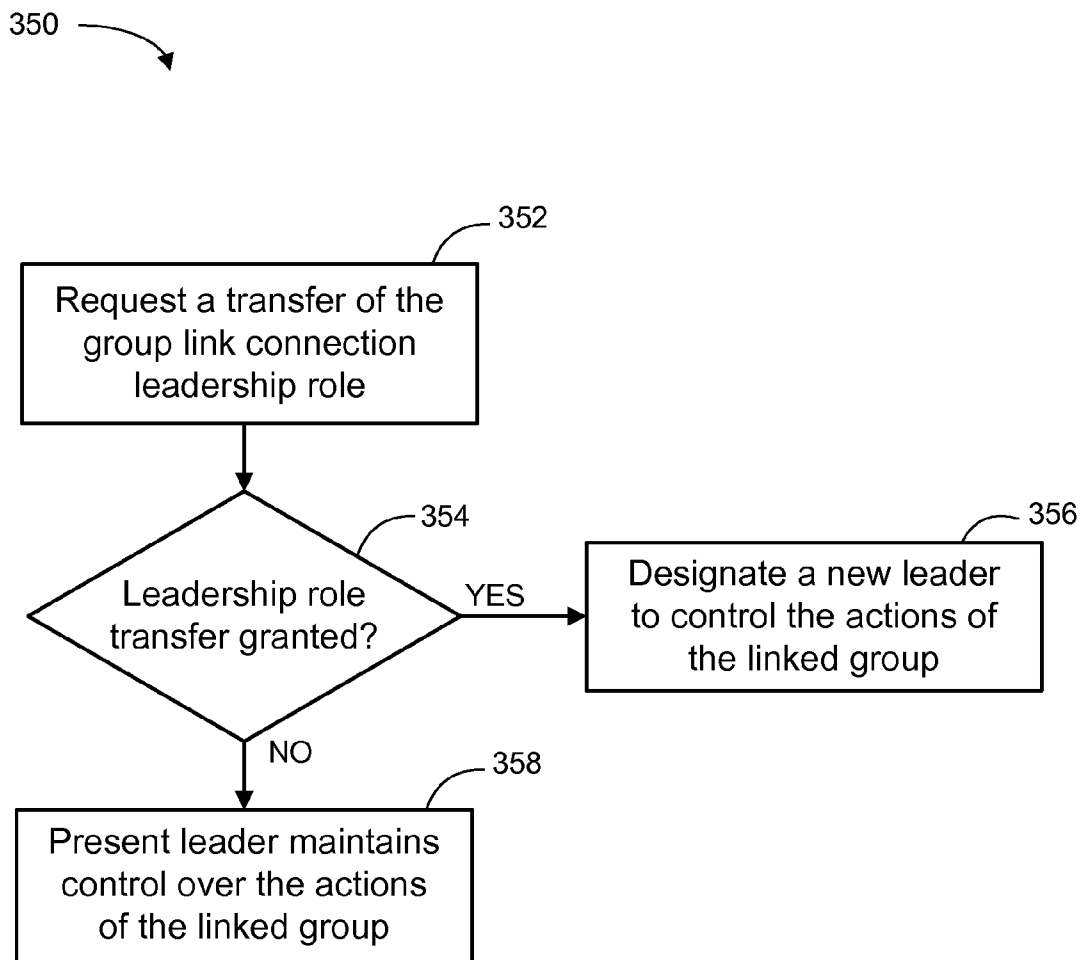 350
352
Request a transfer of the
group link connection
leadership role
354
Leadership role
transfer granted?
YES
356
Designate a new leader
to control the actions of
the linked group
NO
358
Present leader maintains
control over the actions
of the linked group